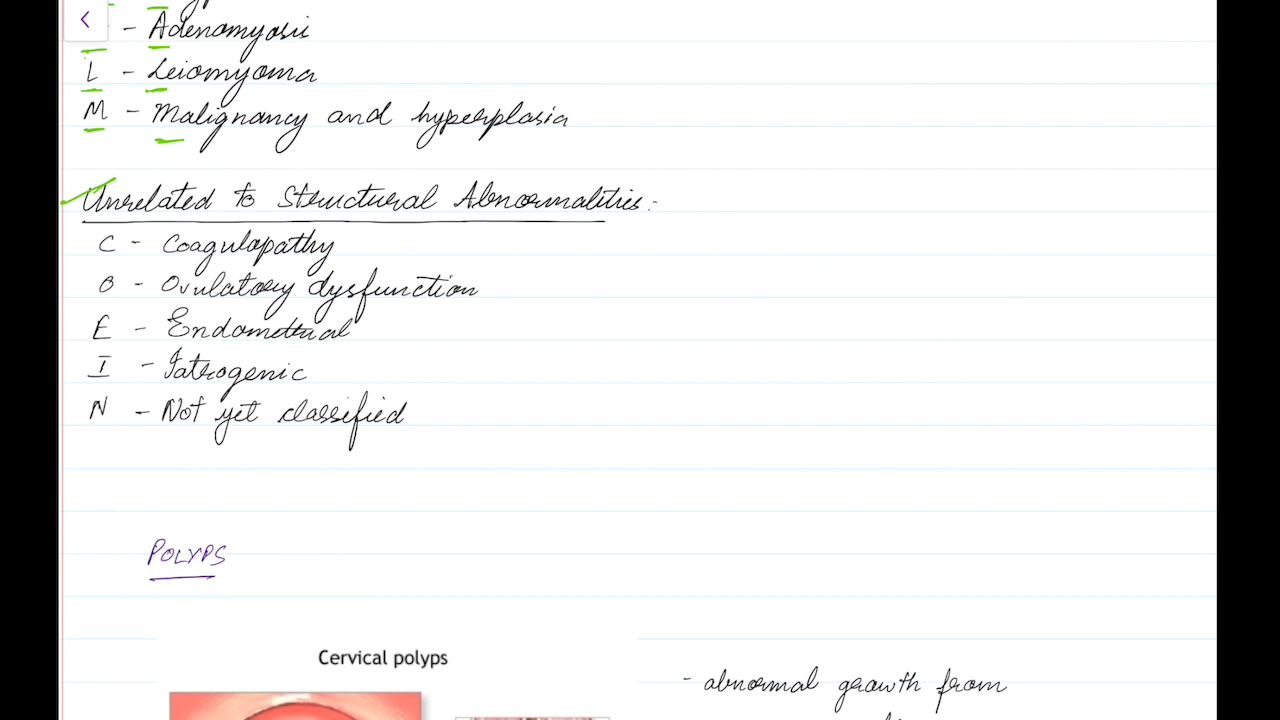 - Adenomyosis
L - Leiomyoma
M - Malignancy and hyperplasia
Unrelated to Structural Abnormalities:-
C - Coagulopathy
O - Ovulatory dysfunction
E - Endometrial
I - Iatrogenic
N - Not yet classified
POLYPS
Cervical polyps
- abnormal growth from